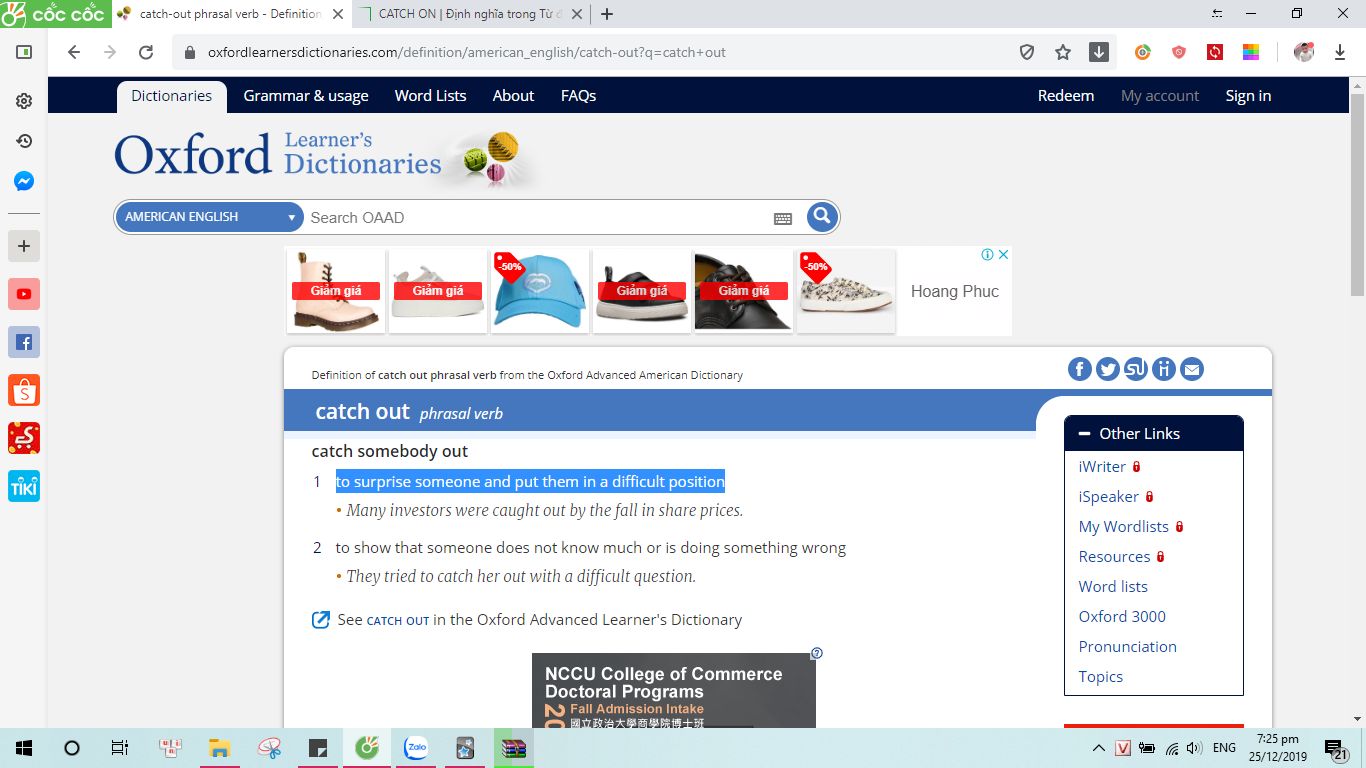 cốc cốc
catch-out phrasal verb - Definition
CATCH ON | Định nghĩa trong Từ đ
oxfordlearnersdictionaries.com/definition/american_english/catch-out?q=catch+out
Dictionaries Grammar & usage Word Lists About FAQs Redeem My account Sign in
Oxford Learner's Dictionaries
AMERICAN ENGLISH Search OAAD
-50% -50%
Giảm giá Giảm giá Giảm giá Giảm giá Hoang Phuc
Definition of catch out phrasal verb from the Oxford Advanced American Dictionary
catch out phrasal verb
catch somebody out
1 to surprise someone and put them in a difficult position
• Many investors were caught out by the fall in share prices.
2 to show that someone does not know much or is doing something wrong
• They tried to catch her out with a difficult question.
See CATCH OUT in the Oxford Advanced Learner's Dictionary
Other Links
iWriter
iSpeaker
My Wordlists
Resources
Word lists
Oxford 3000
Pronunciation
Topics
NCCU College of Commerce
Doctoral Programs
Fall Admission Intake
國立政治大學商學院博士班
TIKI
Zalo
ENG
7:25 pm
25/12/2019
21